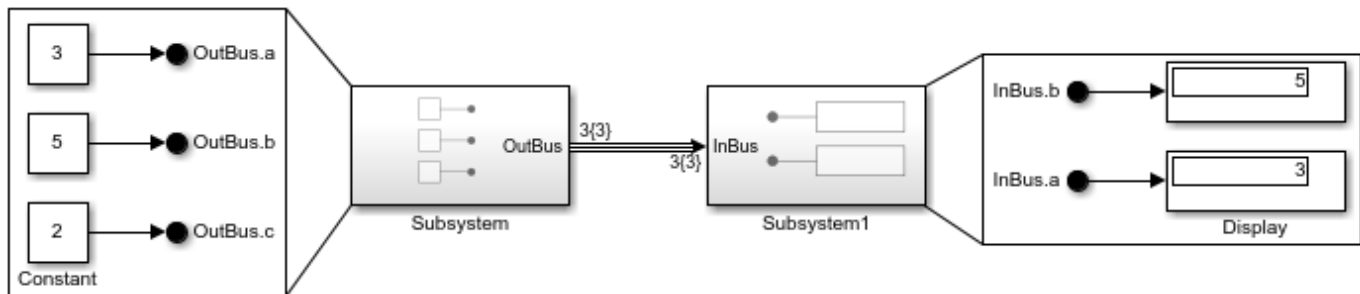 3
OutBus.a
5
OutBus.b
2
OutBus.c
Constant
OutBus
Subsystem
3{3}
3{3}
InBus
Subsystem1
InBus.b
5
InBus.a
3
Display